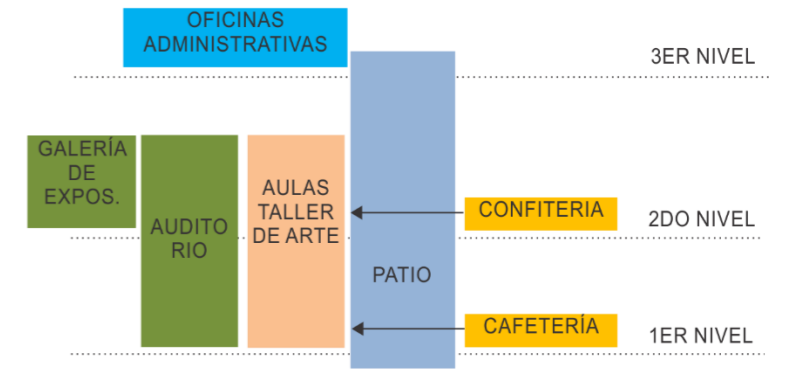 OFICINAS
ADMINISTRATIVAS
3ER NIVEL
GALERÍA
DE
EXPOS.
AUDITO
RIO
AULAS
TALLER
DE ARTE
CONFITERIA
2DO NIVEL
PATIO
CAFETERÍA
1ER NIVEL